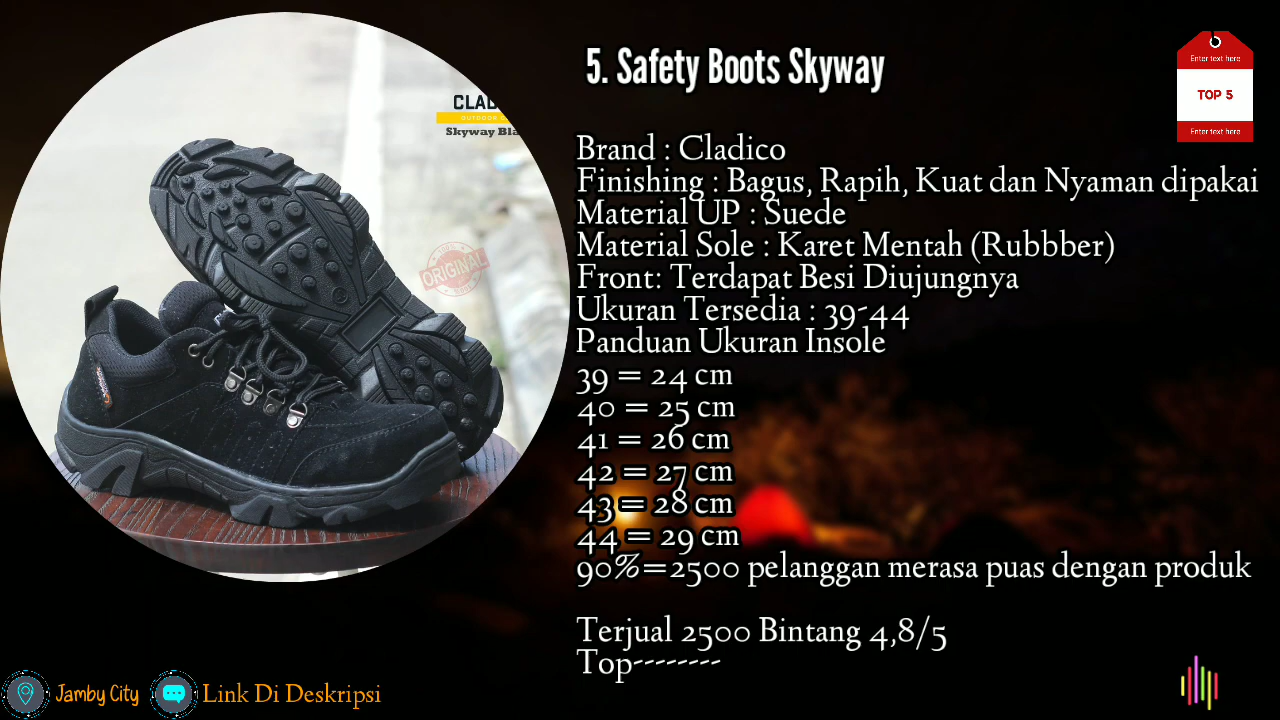 5. Safety Boots Skyway
Enter text here
TOP 5
Enter text here
CLAD
OUTDOOR
Skyway Bla
100%
ORIGINAL
Brand : Cladico
Finishing : Bagus, Rapih, Kuat dan Nyaman dipakai
Material UP : Suede
Material Sole : Karet Mentah (Rubbber)
Front: Terdapat Besi Diujungnya
Ukuran Tersedia : 39-44
Panduan Ukuran Insole
39 = 24 cm
40 = 25 cm
41 = 26 cm
42 = 27 cm
43 = 28 cm
44 = 29 cm
90%=2500 pelanggan merasa puas dengan produk
Terjual 2500 Bintang 4,8/5
Top--------
Jamby City
Link Di Deskripsi